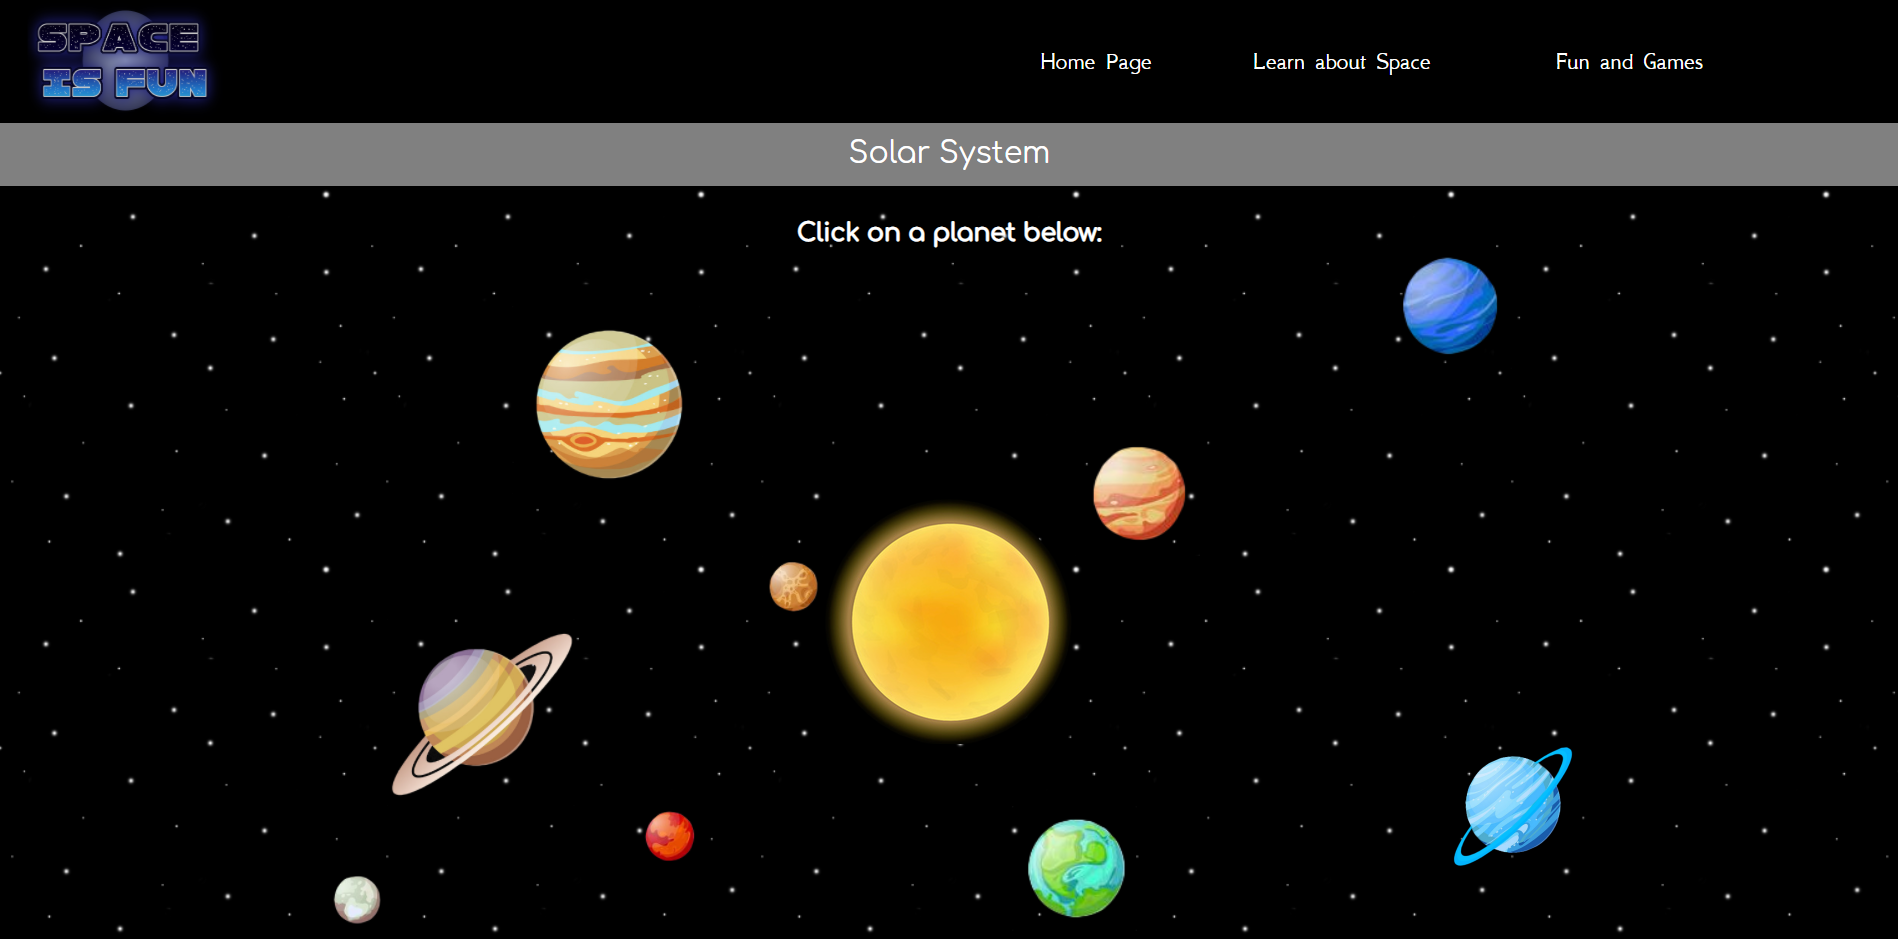 SPACE
IS FUN
Home Page
Learn about Space
Fun and Games
Solar System
Click on a planet below: